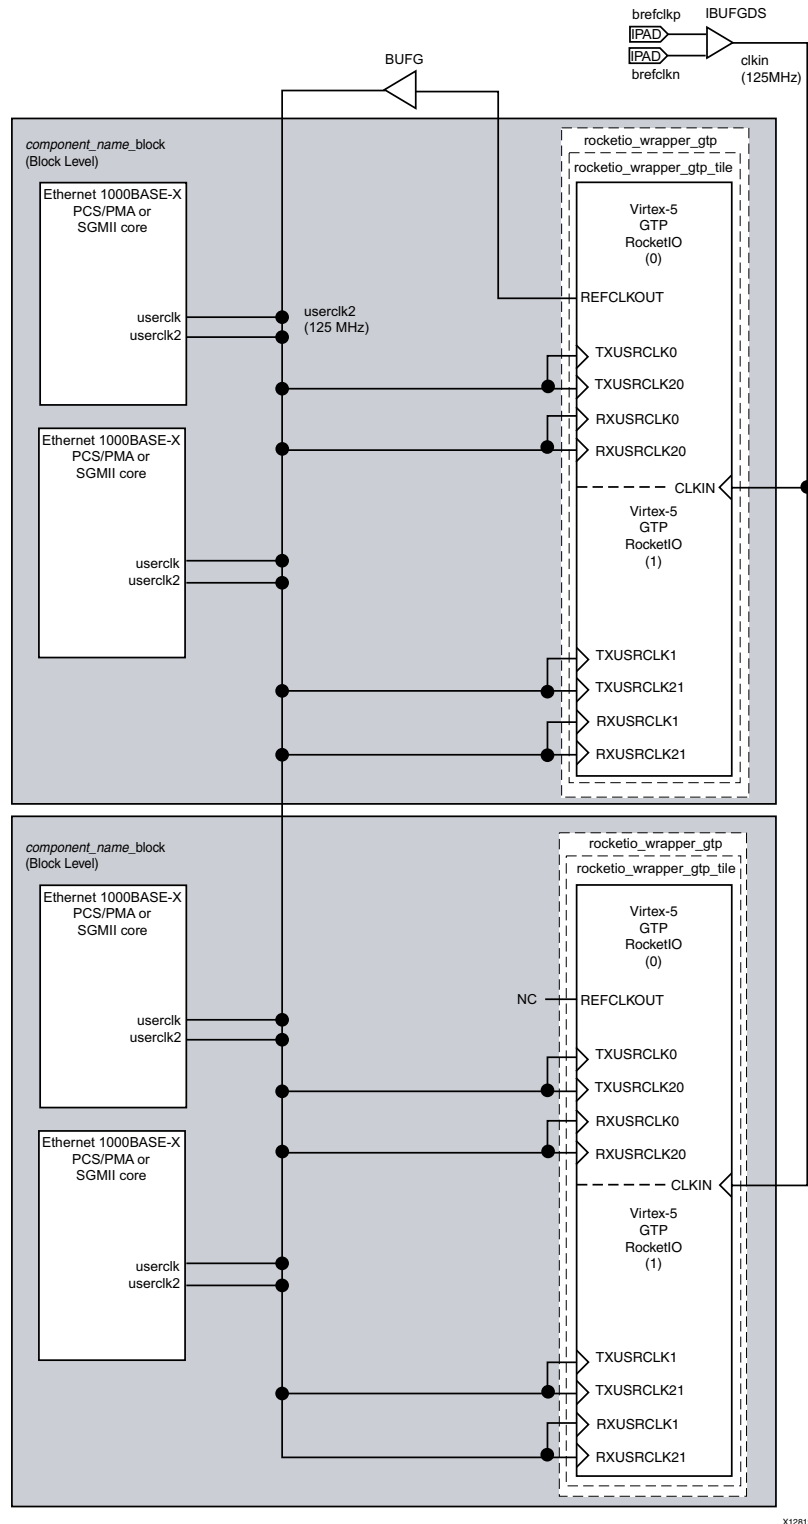 brefclkp
IBUFGDS
IPAD
IPAD
brefclkn
clkin
(125MHz)
BUFG
component_name_block
(Block Level)
rocketio_wrapper_gtp
rocketio_wrapper_gtp_tile
Ethernet 1000BASE-X
PCS/PMA or
SGMII core
userclk
userclk2
userclk2
(125 MHz)
Virtex-5
GTP
RocketIO
(0)
REFCLKOUT
TXUSRCLK0
TXUSRCLK20
RXUSRCLK0
RXUSRCLK20
CLKIN
Ethernet 1000BASE-X
PCS/PMA or
SGMII core
userclk
userclk2
Virtex-5
GTP
RocketIO
(1)
TXUSRCLK1
TXUSRCLK21
RXUSRCLK1
RXUSRCLK21
component_name_block
(Block Level)
rocketio_wrapper_gtp
rocketio_wrapper_gtp_tile
Ethernet 1000BASE-X
PCS/PMA or
SGMII core
userclk
userclk2
Virtex-5
GTP
RocketIO
(0)
NC
REFCLKOUT
TXUSRCLK0
TXUSRCLK20
RXUSRCLK0
RXUSRCLK20
CLKIN
Ethernet 1000BASE-X
PCS/PMA or
SGMII core
userclk
userclk2
Virtex-5
GTP
RocketIO
(1)
TXUSRCLK1
TXUSRCLK21
RXUSRCLK1
RXUSRCLK21
X1281